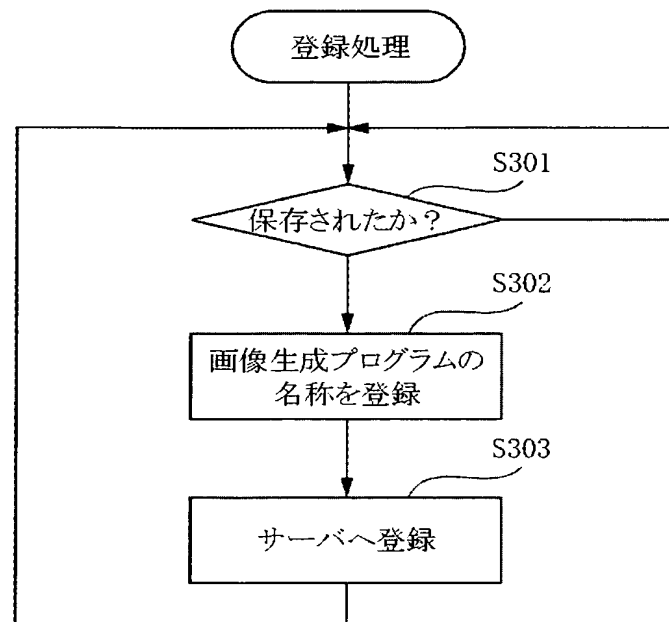 登録処理
S301
保存されたか？
S302
画像生成プログラムの
名称を登録
S303
サーバへ登録